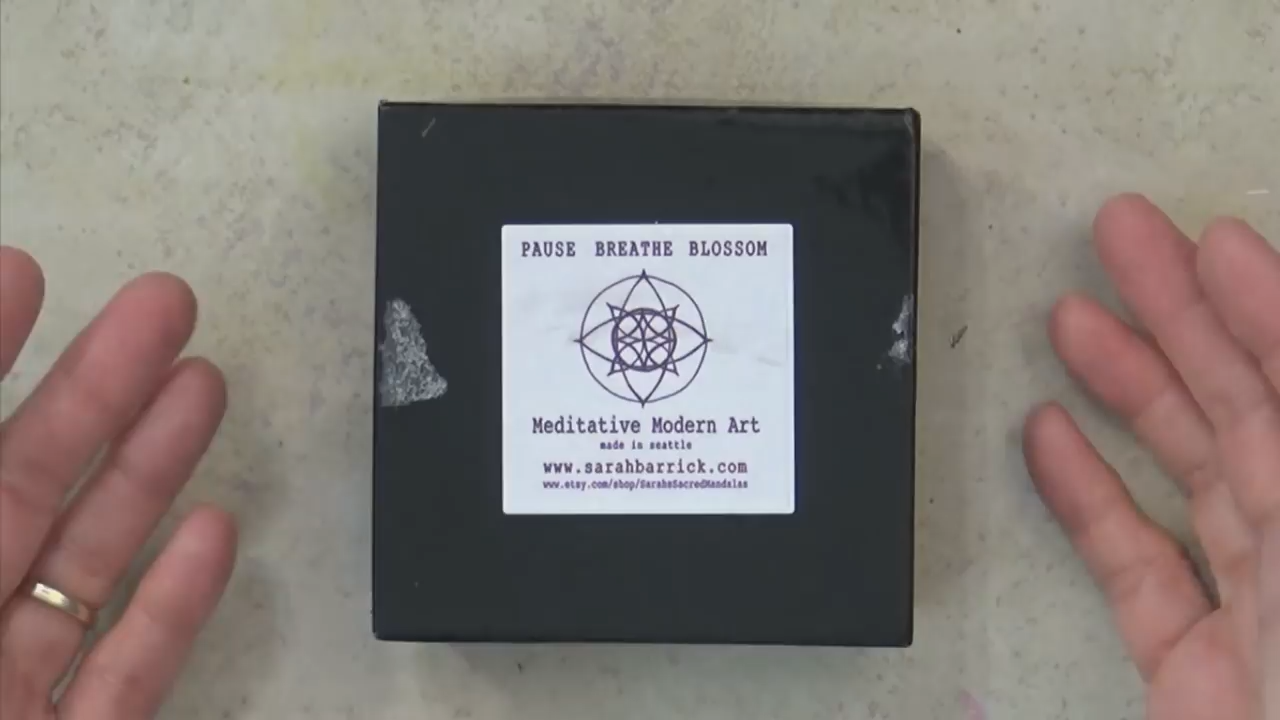 PAUSE BREATHE BLOSSOM
Meditative Modern Art
made in seattle
www.sarahbarrick.com
www.etsy.com/shop/SarahsSacredMandalas